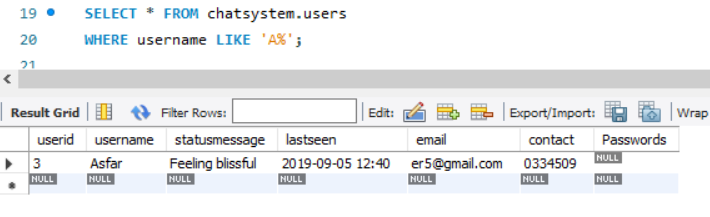 19 SELECT * FROM chatsystem.users
20 WHERE username LIKE 'A%';
21
Result Grid Filter Rows: Edit: Export/Import: Wrap
userid username statusmessage lastseen email contact Passwords
3 Asfar Feeling blissful 2019-09-05 12:40 er5@gmail.com 0334509 NULL
NULL NULL NULL NULL NULL NULL NULL